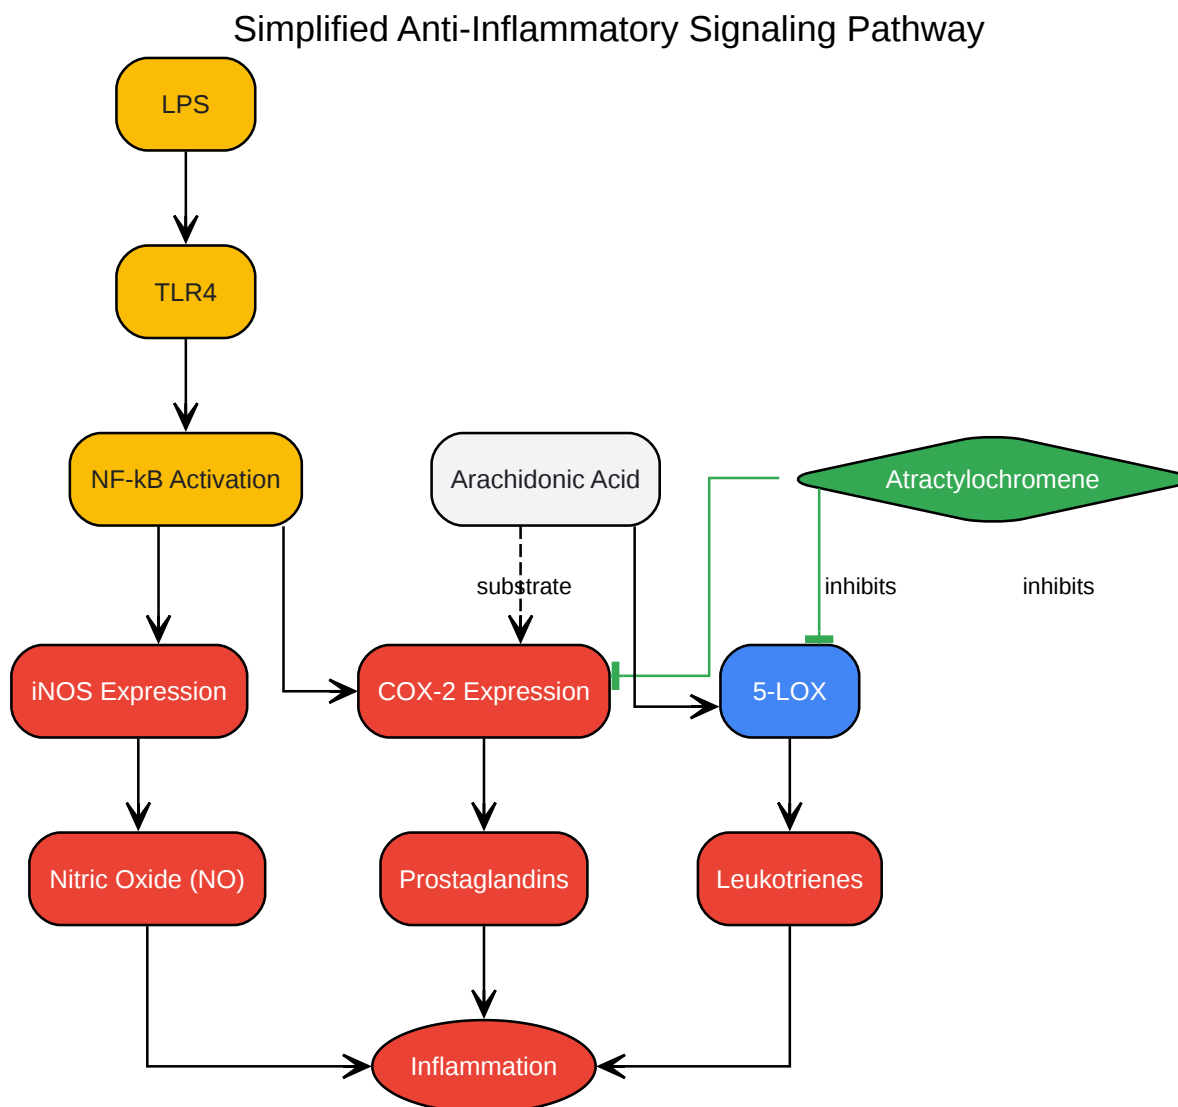 Simplified Anti-Inflammatory Signaling Pathway
LPS
TLR4
NF-kB Activation
Arachidonic Acid
Atractylochromene
substrate
inhibits
inhibits
iNOS Expression
COX-2 Expression
5-LOX
Nitric Oxide (NO)
Prostaglandins
Leukotrienes
Inflammation